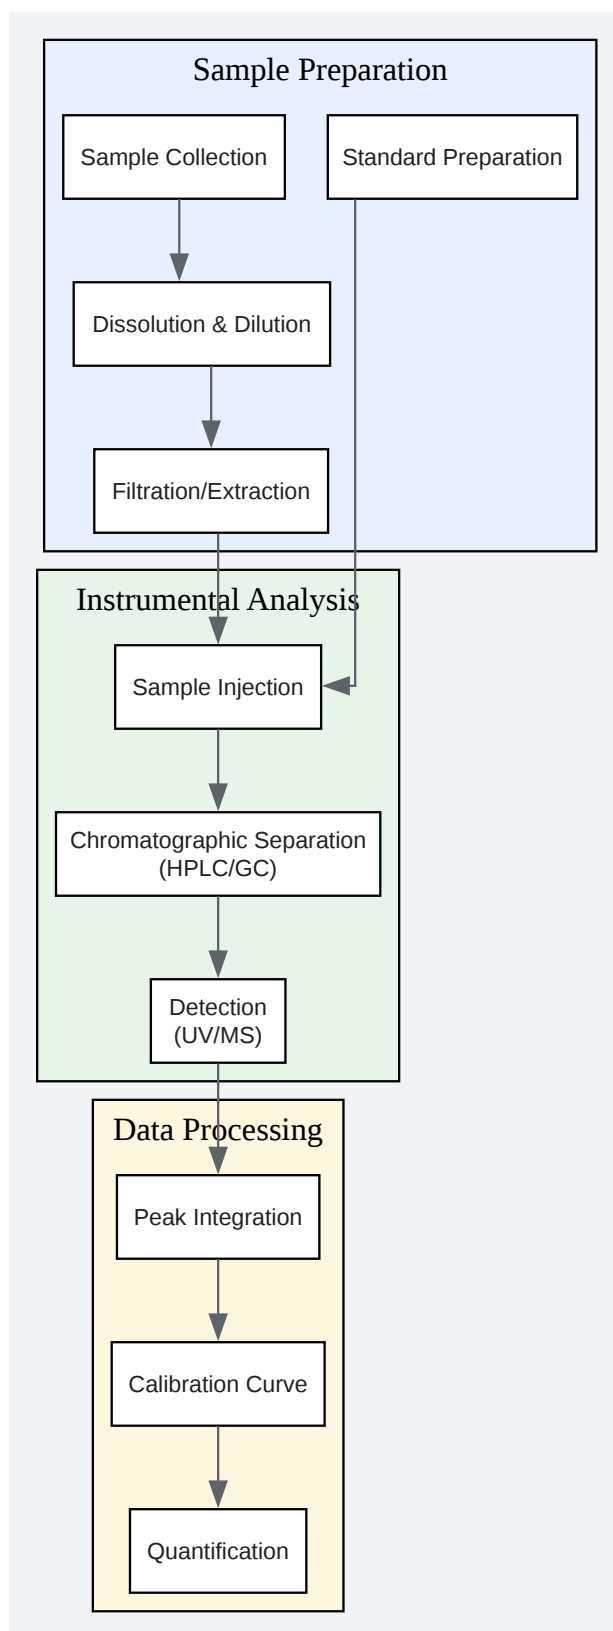 Sample Preparation
Sample Collection
Standard Preparation
Dissolution & Dilution
Filtration/Extraction
Instrumental Analysis
Sample Injection
Chromatographic Separation
(HPLC/GC)
Detection
(UV/MS)
Data Processing
Peak Integration
Calibration Curve
Quantification